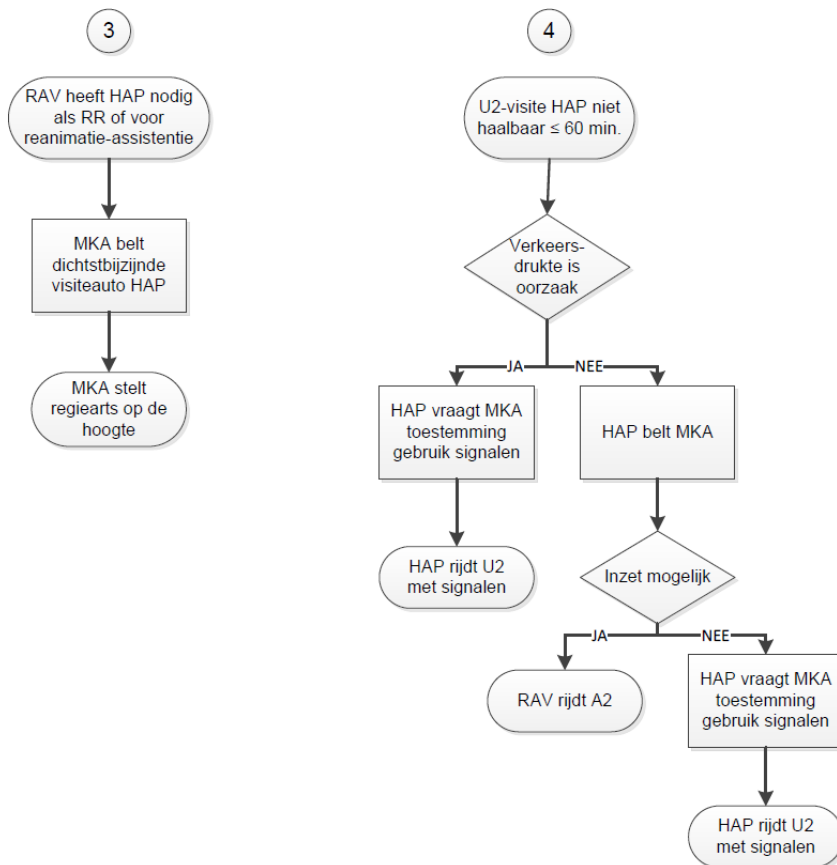 3
RAV heeft HAP nodig
als RR of voor
reanimatie-assistentie
MKA belt
dichtstbijzijnde
visiteauto HAP
MKA stelt
regiearts op de
hoogte
4
U2-visite HAP niet
haalbaar ≤ 60 min.
Verkeers-
drukte is
oorzaak
JA
NEE
HAP vraagt MKA
toestemming
gebruik signalen
HAP belt MKA
HAP rijdt U2
met signalen
Inzet mogelijk
JA
NEE
RAV rijdt A2
HAP vraagt MKA
toestemming
gebruik signalen
HAP rijdt U2
met signalen